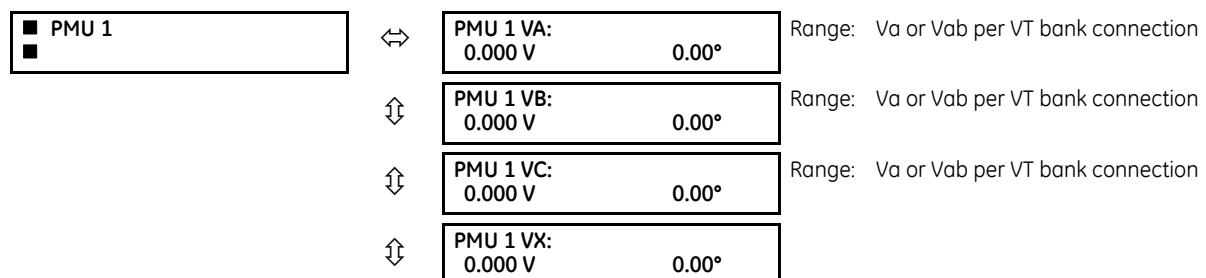 ■ PMU 1
■
PMU 1 VA:
0.000 V 0.00°
Range: Va or Vab per VT bank connection
PMU 1 VB:
0.000 V 0.00°
Range: Va or Vab per VT bank connection
PMU 1 VC:
0.000 V 0.00°
Range: Va or Vab per VT bank connection
PMU 1 VX:
0.000 V 0.00°